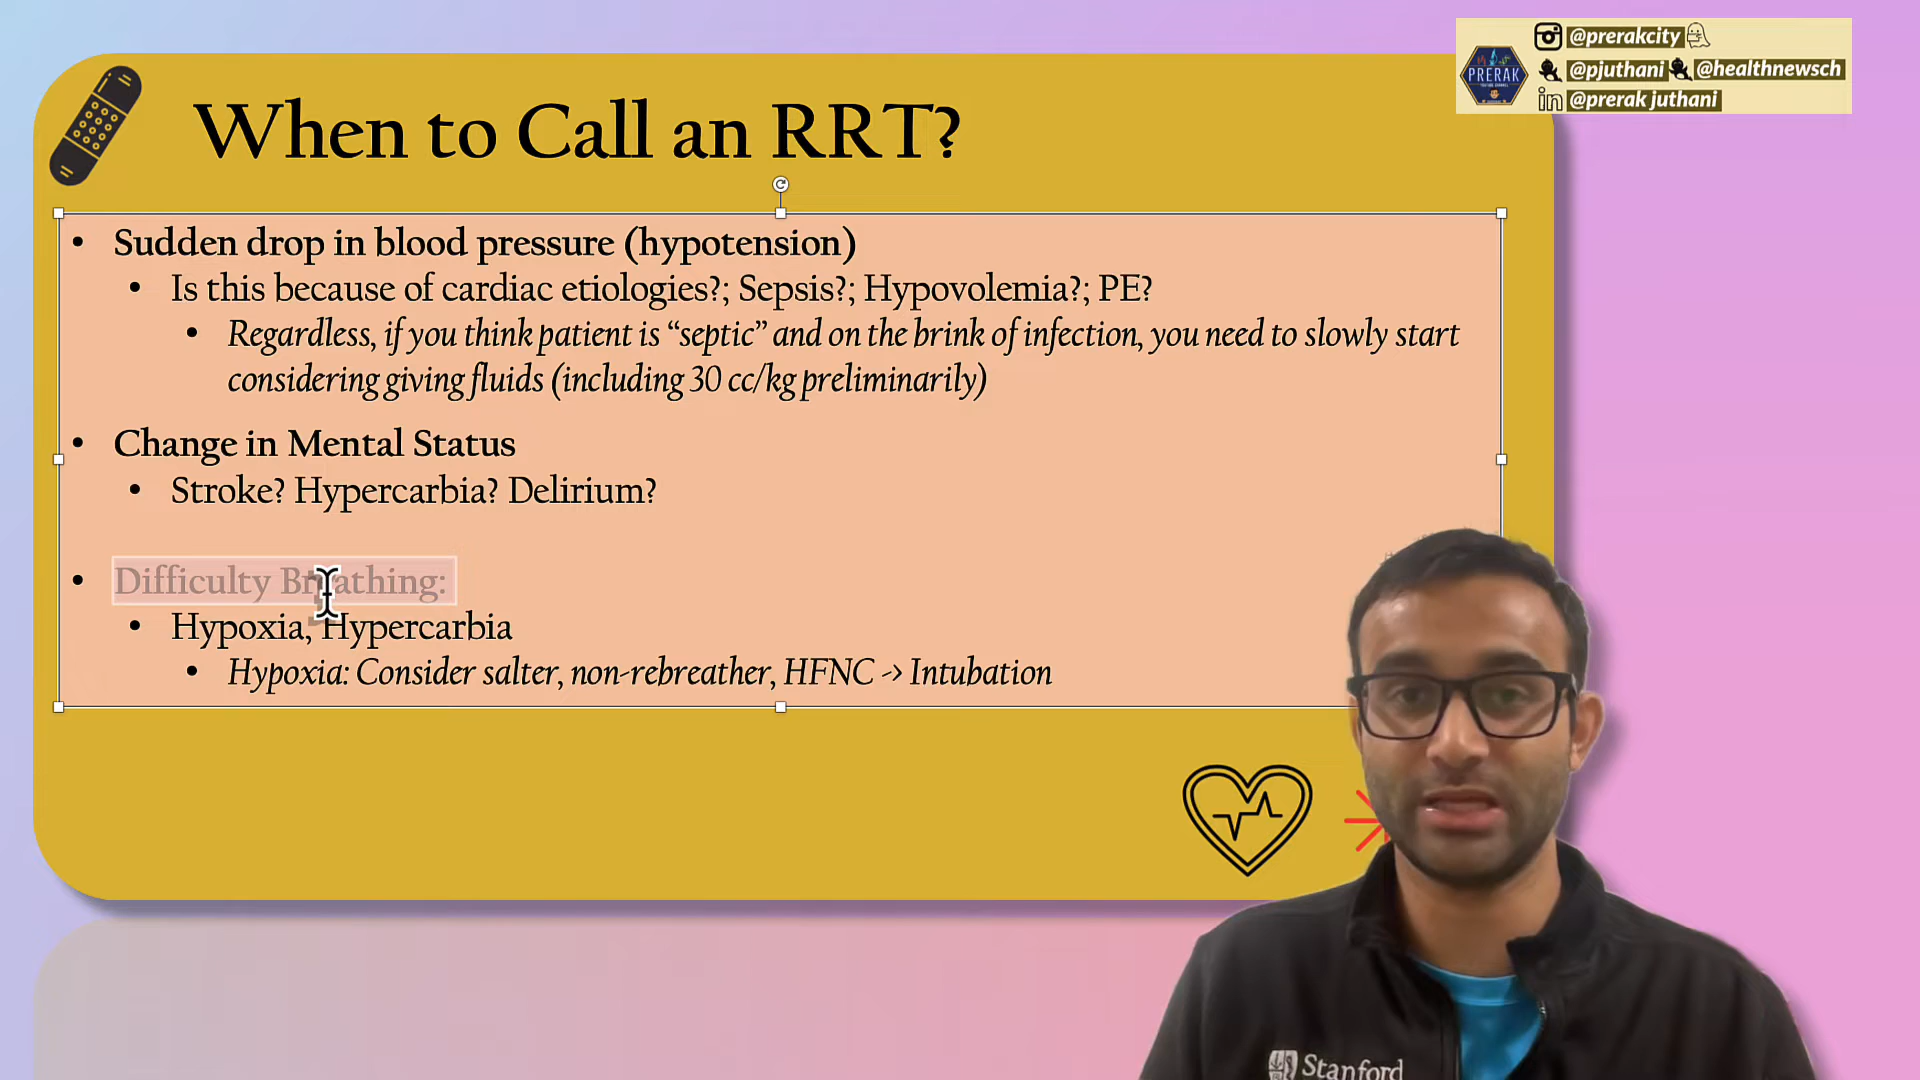 When to Call an RRT?
PRERAK
@prerakcity
@pjuthani @healthnewsch
in @prerak juthani
• Sudden drop in blood pressure (hypotension)
• Is this because of cardiac etiologies?; Sepsis?; Hypovolemia?; PE?
• Regardless, if you think patient is “septic” and on the brink of infection, you need to slowly start
considering giving fluids (including 30 cc/kg preliminarily)
• Change in Mental Status
• Stroke? Hypercarbia? Delirium?
• Difficulty Breathing:
• Hypoxia, Hypercarbia
• Hypoxia: Consider salter, non-rebreather, HFNC -> Intubation
Stanford